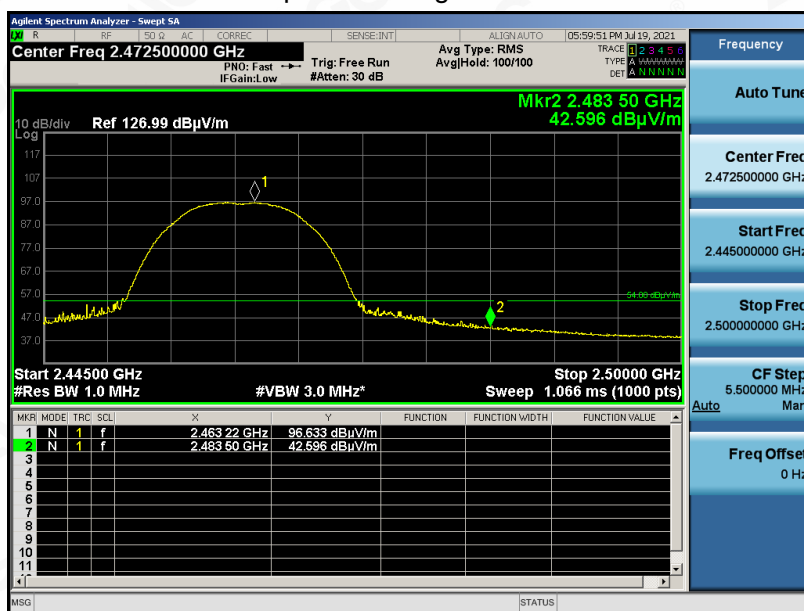 Agilent Spectrum Analyzer - Swept SA
LXI R RF 50 Ω AC CORREC SENSE:INT ALIGN AUTO 05:59:51 PM Jul 19, 2021
Center Freq 2.472500000 GHz
PNO: Fast
IFGain:Low
Trig: Free Run
#Atten: 30 dB
Avg Type: RMS
Avg|Hold: 100/100
TRACE 1 2 3 4 5 6
TYPE A
DET A N N N N N
Mkr2 2.483 50 GHz
42.596 dBµV/m
10 dB/div Ref 126.99 dBµV/m
Log
117
107
97.0
87.0
77.0
67.0
57.0
47.0
37.0
1
2
54.00 dBµV/m
Start 2.44500 GHz Stop 2.50000 GHz
#Res BW 1.0 MHz #VBW 3.0 MHz* Sweep 1.066 ms (1000 pts)
MKR MODE TRC SCL X Y FUNCTION FUNCTION WIDTH FUNCTION VALUE
1 N 1 f 2.463 22 GHz 96.633 dBµV/m
2 N 1 f 2.483 50 GHz 42.596 dBµV/m
3
4
5
6
7
8
9
10
11
MSG STATUS
Frequency
Auto Tune
Center Freq
2.472500000 GHz
Start Freq
2.445000000 GHz
Stop Freq
2.500000000 GHz
CF Step
5.500000 MHz
Auto Man
Freq Offset
0 Hz